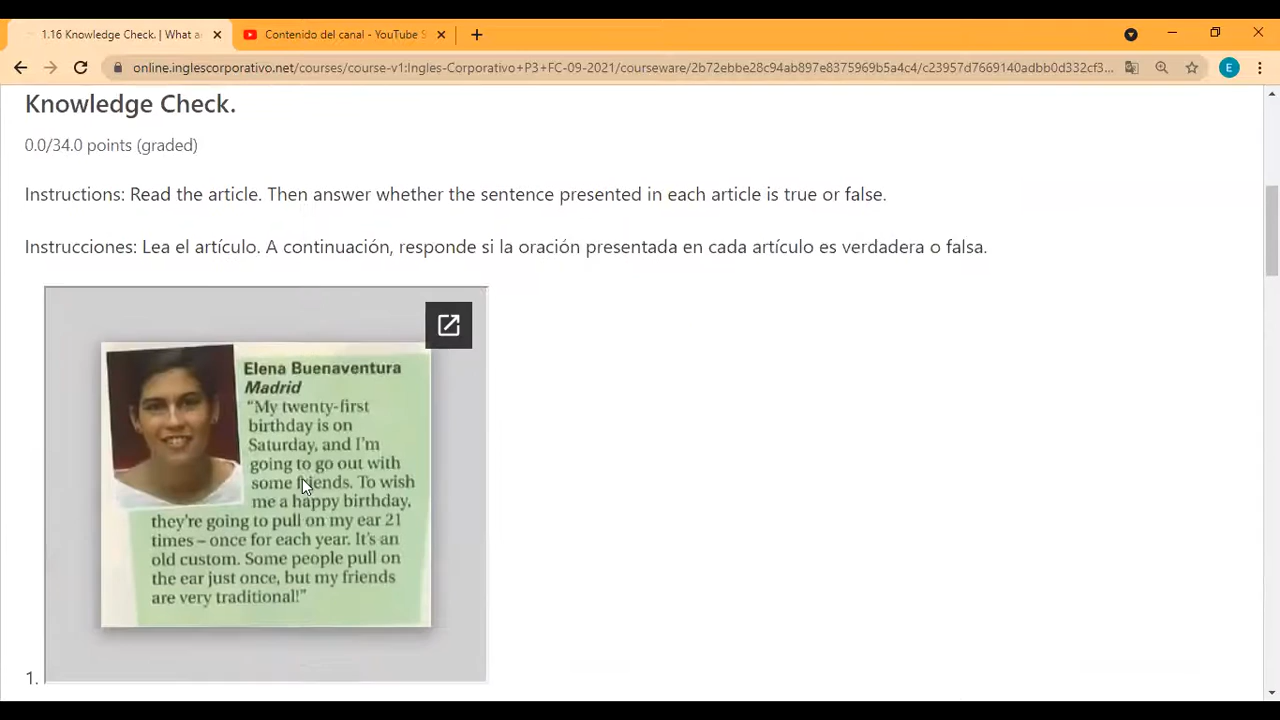 1.16 Knowledge Check. | What a
Contenido del canal - YouTube S
online.inglescorporativo.net/courses/course-v1:Ingles-Corporativo+P3+FC-09-2021/courseware/2b72ebbe28c94ab897e8375969b5a4c4/c23957d7669140adbb0d332cf3...
E
Knowledge Check.
0.0/34.0 points (graded)
Instructions: Read the article. Then answer whether the sentence presented in each article is true or false.
Instrucciones: Lea el artículo. A continuación, responde si la oración presentada en cada artículo es verdadera o falsa.
Elena Buenaventura
Madrid
“My twenty-first
birthday is on
Saturday, and I'm
going to go out with
some friends. To wish
me a happy birthday,
they're going to pull on my ear 21
times – once for each year. It's an
old custom. Some people pull on
the ear just once, but my friends
are very traditional!”
1.